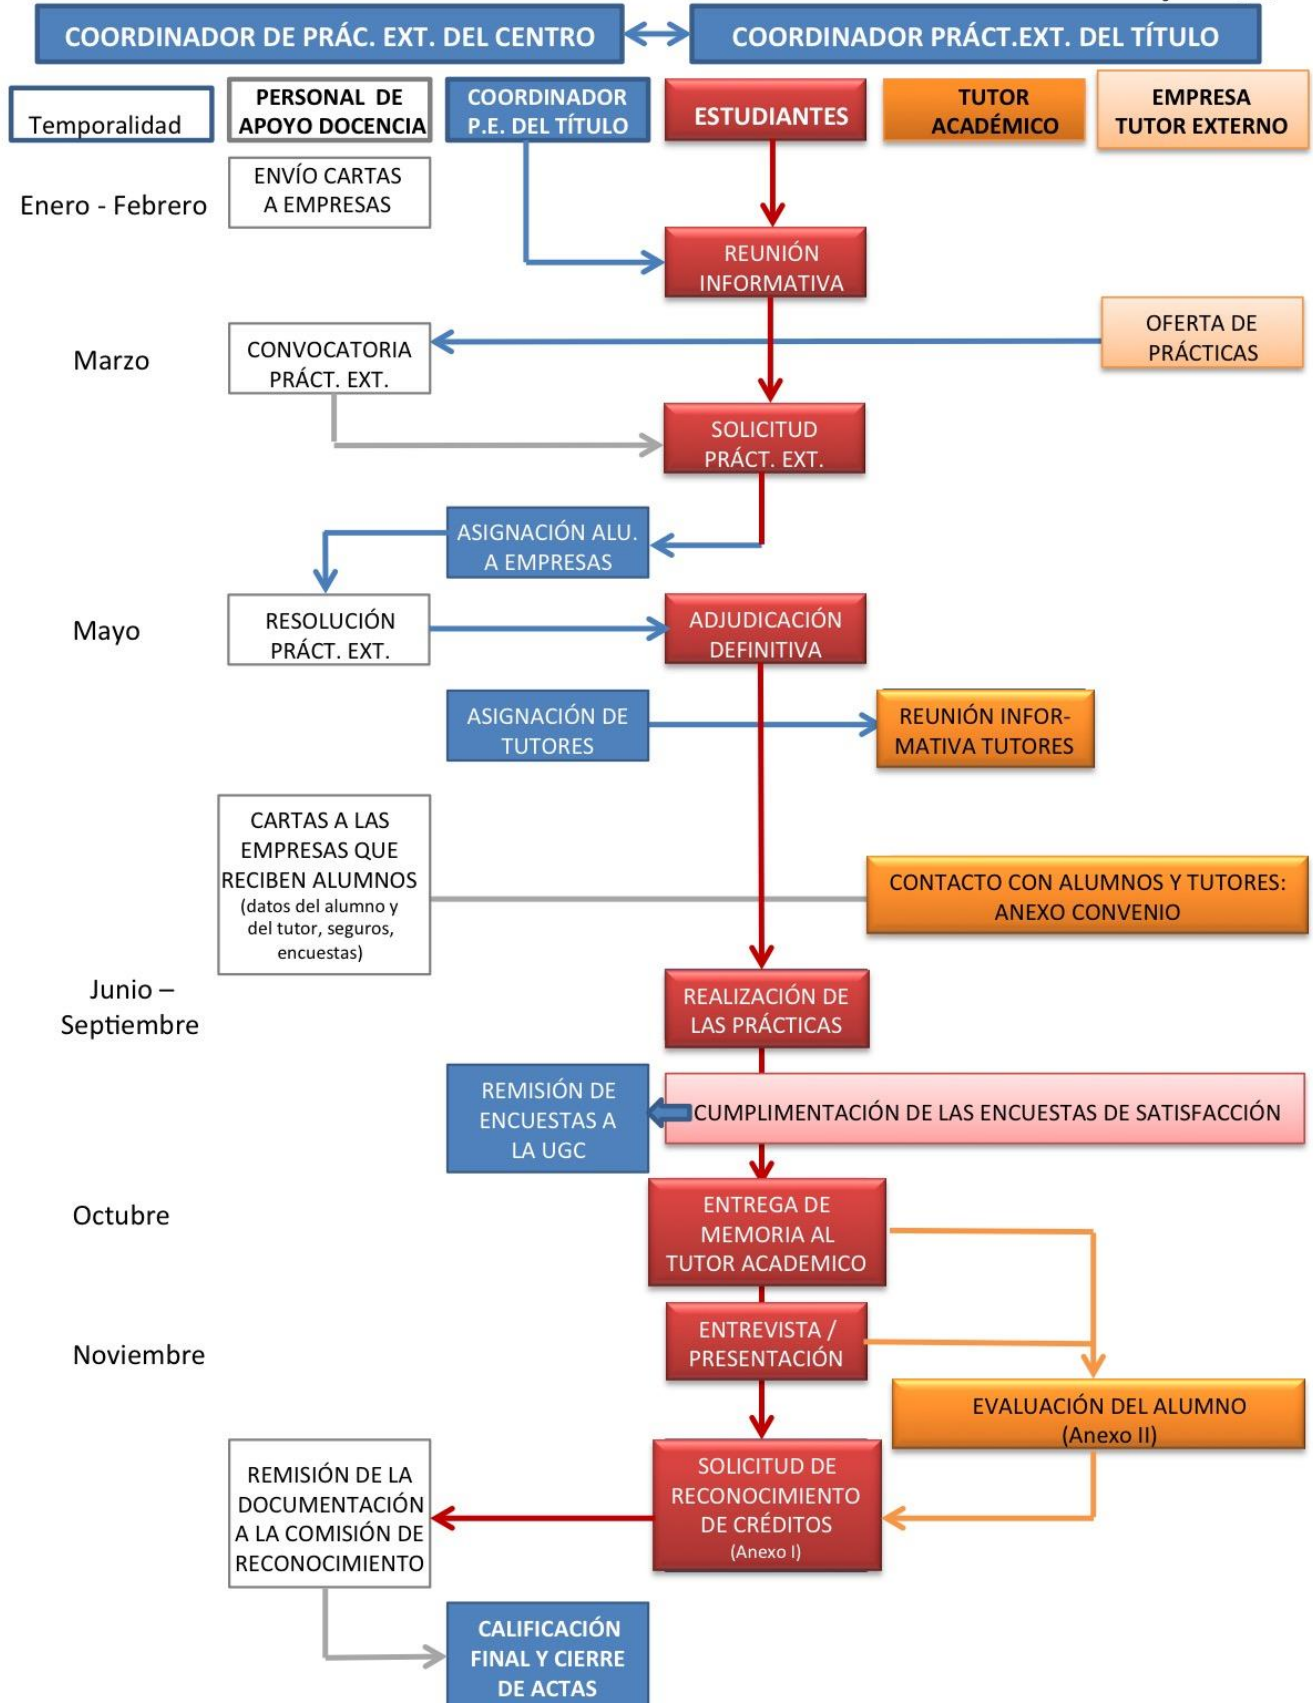 COORDINADOR DE PRÁC. EXT. DEL CENTRO
COORDINADOR PRÁCT.EXT. DEL TÍTULO
Temporalidad
PERSONAL DE
APOYO DOCENCIA
COORDINADOR
P.E. DEL TÍTULO
ESTUDIANTES
TUTOR
ACADÉMICO
EMPRESA
TUTOR EXTERNO
Enero - Febrero
ENVÍO CARTAS
A EMPRESAS
REUNIÓN
INFORMATIVA
OFERTA DE
PRÁCTICAS
Marzo
CONVOCATORIA
PRÁCT. EXT.
SOLICITUD
PRÁCT. EXT.
ASIGNACIÓN ALU.
A EMPRESAS
Mayo
RESOLUCIÓN
PRÁCT. EXT.
ADJUDICACIÓN
DEFINITIVA
ASIGNACIÓN DE
TUTORES
REUNIÓN INFOR-
MATIVA TUTORES
CARTAS A LAS
EMPRESAS QUE
RECIBEN ALUMNOS
(datos del alumno y
del tutor, seguros,
encuestas)
CONTACTO CON ALUMNOS Y TUTORES:
ANEXO CONVENIO
Junio –
Septiembre
REALIZACIÓN DE
LAS PRÁCTICAS
REMISIÓN DE
ENCUESTAS A
LA UGC
CUMPLIMENTACIÓN DE LAS ENCUESTAS DE SATISFACCIÓN
Octubre
ENTREGA DE
MEMORIA AL
TUTOR ACADEMICO
Noviembre
ENTREVISTA /
PRESENTACIÓN
EVALUACIÓN DEL ALUMNO
(Anexo II)
REMISIÓN DE LA
DOCUMENTACIÓN
A LA COMISIÓN DE
RECONOCIMIENTO
SOLICITUD DE
RECONOCIMIENTO
DE CRÉDITOS
(Anexo I)
CALIFICACIÓN
FINAL Y CIERRE
DE ACTAS